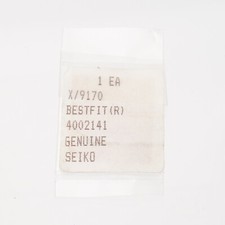 1 EA
X/9170
BESTFIT(R)
4002141
GENUINE
SEIKO